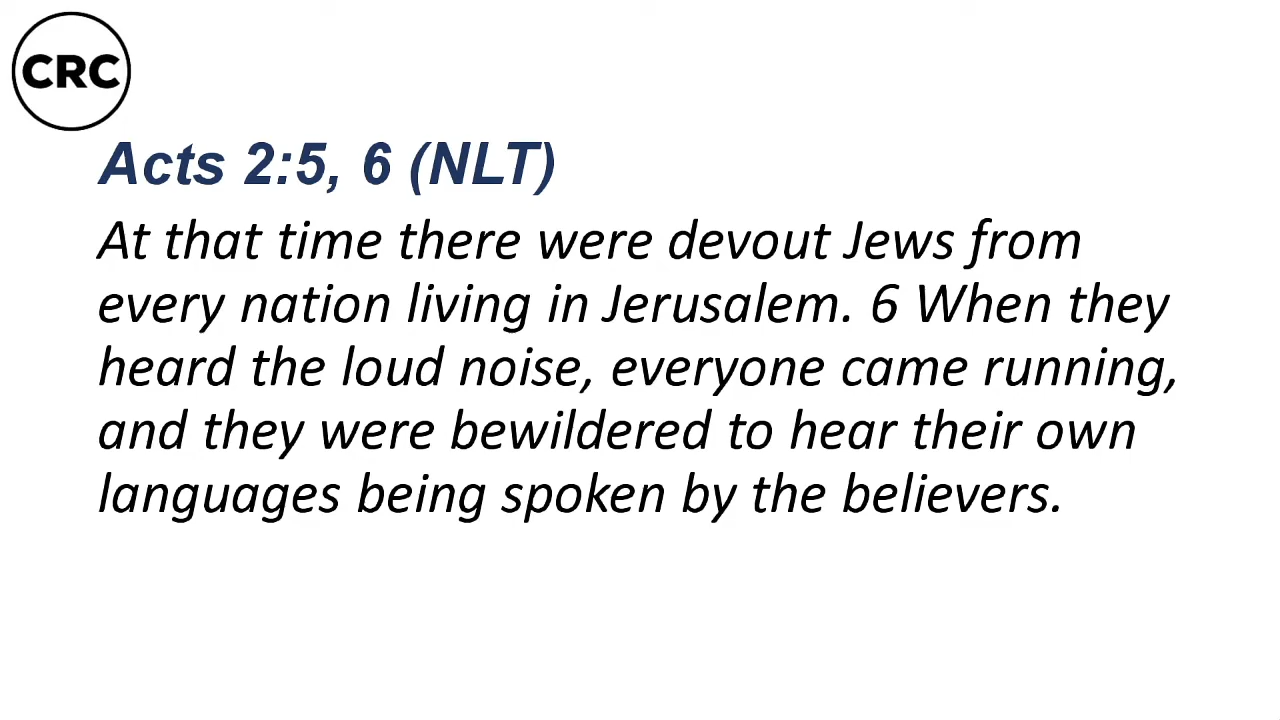 CRC
Acts 2:5, 6 (NLT)
At that time there were devout Jews from
every nation living in Jerusalem. 6 When they
heard the loud noise, everyone came running,
and they were bewildered to hear their own
languages being spoken by the believers.